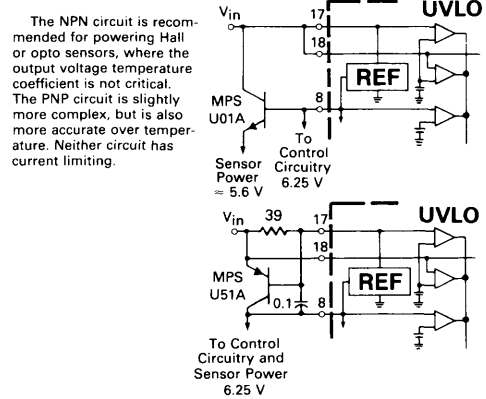 The NPN circuit is recom-
mended for powering Hall
or opto sensors, where the
output voltage temperature
coefficient is not critical.
The PNP circuit is slightly
more complex, but is also
more accurate over temper-
ature. Neither circuit has
current limiting.
Vin
17
UVLO
18
REF
MPS
U01A
8
To
Control
Circuitry
6.25 V
Sensor
Power
≈ 5.6 V
Vin
39
17
UVLO
18
MPS
U51A
REF
0.1
8
To Control
Circuitry and
Sensor Power
6.25 V